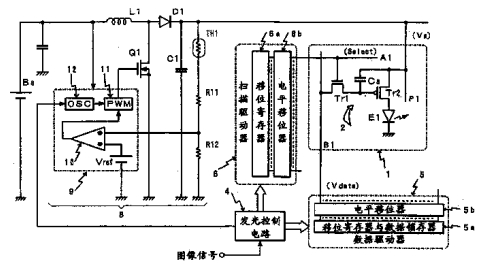 L1
D1
TH1
6a
6b
(Va)
(Select)
A1
Q1
12
11
C1
扫描驱动器
移位寄存器
电平移位器
Cs
Ba
OSC
PWM
Tr1
Tr2
P1
R11
2
E1
10
Vref
R12
B1
9
6
1
8
4
(Vdata)
5
发光控制电路
电平移位器
5b
移位寄存器与数据锁存器
5a
数据驱动器
图像信号